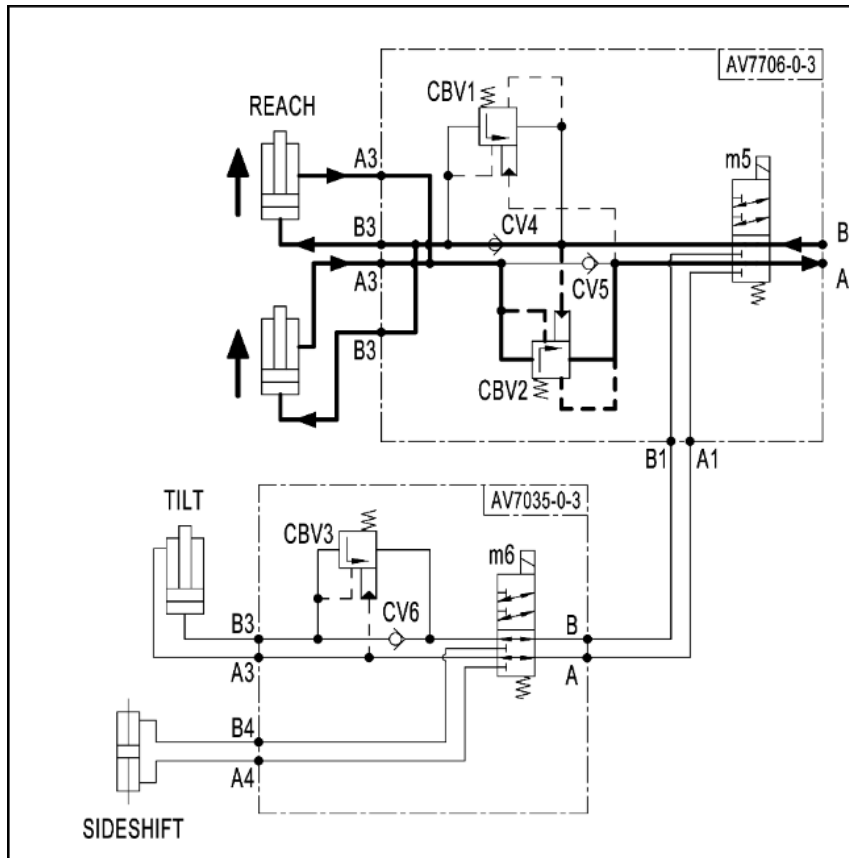 AV7706-0-3
REACH
CBV1
m5
A3
B3
CV4
B
A3
A
CV5
B3
CBV2
B1
A1
TILT
AV7035-0-3
CBV3
m6
CV6
B3
B
A3
A
B4
A4
SIDESHIFT